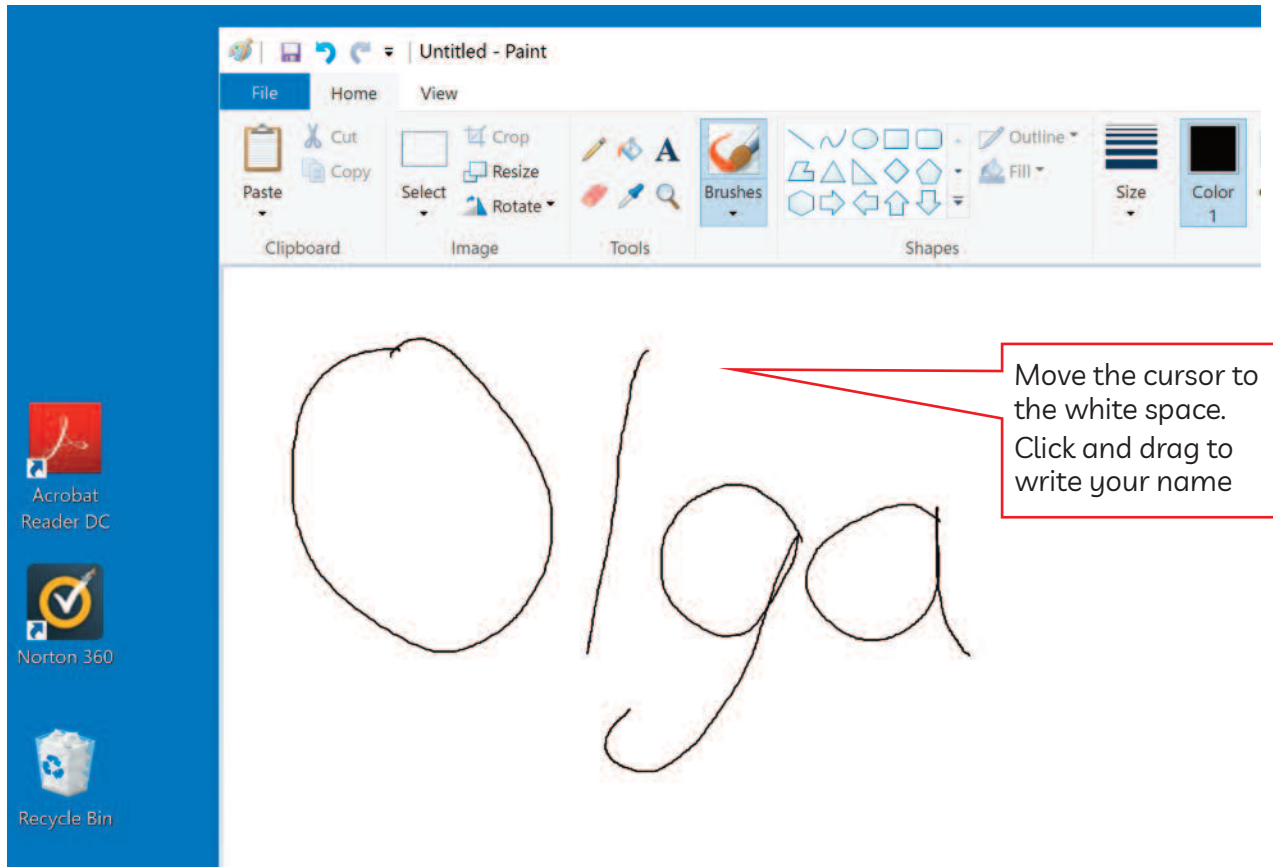 Untitled - Paint
File Home View
Cut
Copy
Paste
Clipboard
Select
Crop
Resize
Rotate
Image
A
Tools
Brushes
Outline
Fill
Shapes
Size
Color
1
Olga
Move the cursor to
the white space.
Click and drag to
write your name
Acrobat
Reader DC
Norton 360
Recycle Bin